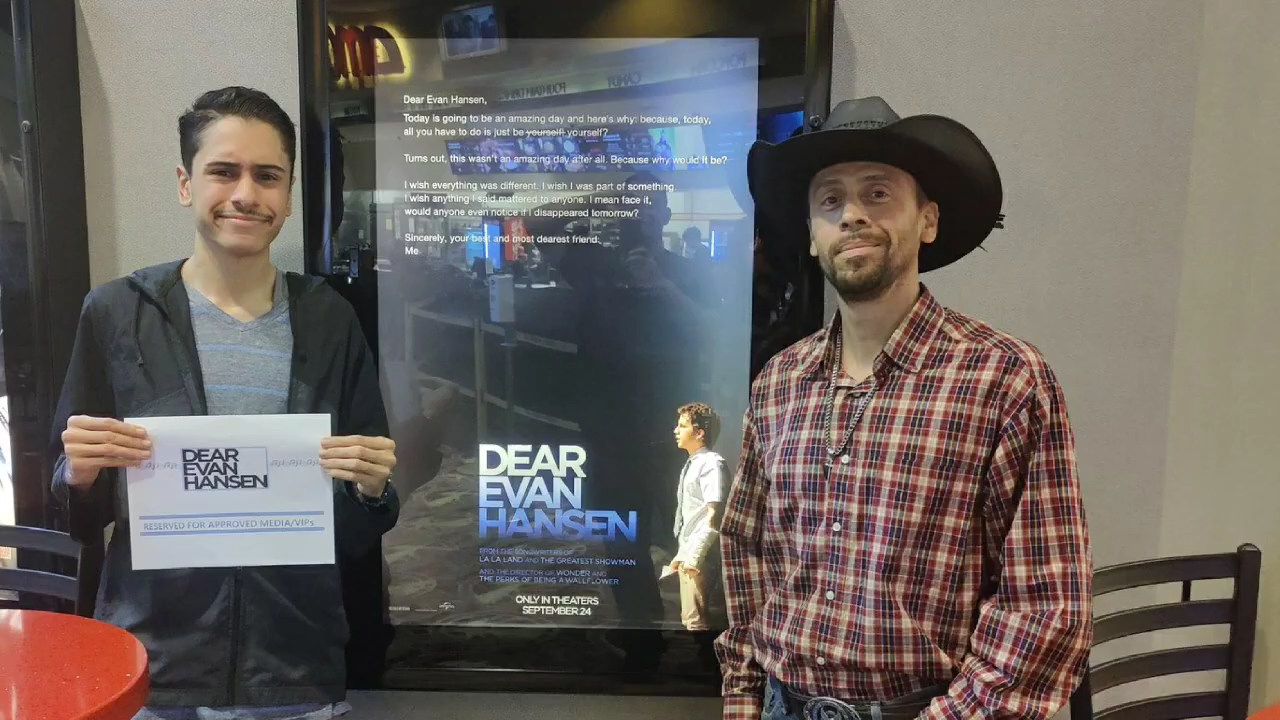 amc
FOUNTAIN DRINKS
CANDY
POPCORN
Dear Evan Hansen,
Today is going to be an amazing day and here's why: because, today,
all you have to do is just be yourself! yourself?
Turns out, this wasn't an amazing day after all. Because why would it be?
I wish everything was different. I wish I was part of something.
I wish anything I said mattered to anyone. I mean face it,
would anyone even notice if I disappeared tomorrow?
Sincerely, your best and most dearest friend:
Me
DEAR
EVAN
HANSEN
FROM THE SONGWRITERS OF
LA LA LAND AND THE GREATEST SHOWMAN
AND THE DIRECTOR OF WONDER AND
THE PERKS OF BEING A WALLFLOWER
ONLY IN THEATERS
SEPTEMBER 24
DEAR
EVAN
HANSEN
RESERVED FOR APPROVED MEDIA/VIPs